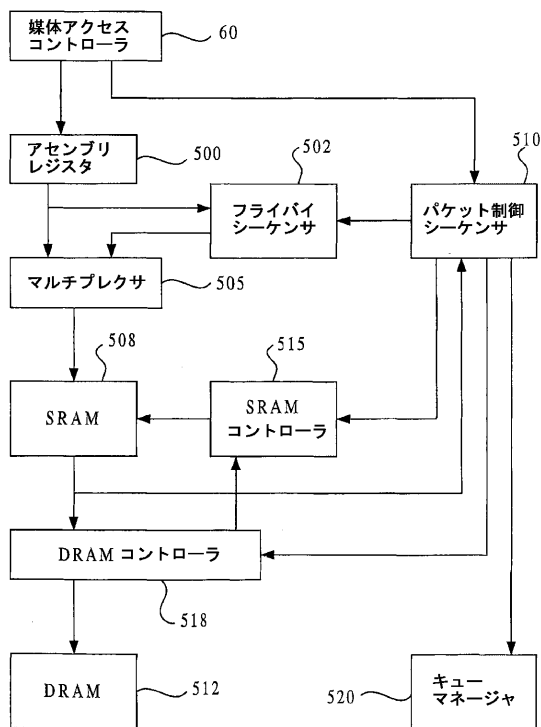 媒体アクセス
コントローラ
60
アセンブリ
レジスタ
500
502
510
フライバイ
シーケンサ
パケット制御
シーケンサ
マルチプレクサ
505
508
515
SRAM
SRAM
コントローラ
DRAM コントローラ
518
DRAM
512
520
キュー
マネージャ